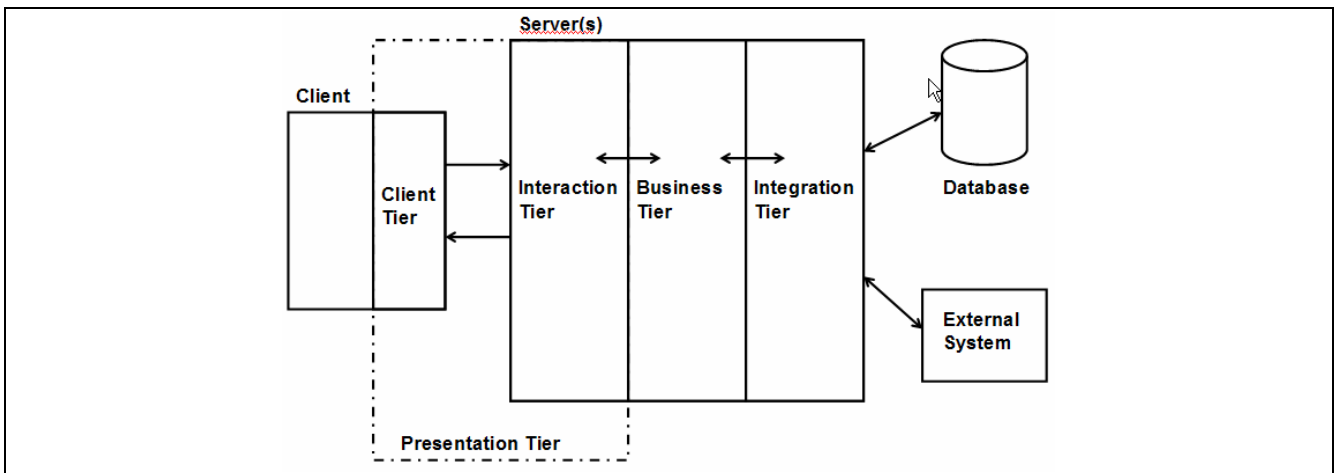 Server(s)
Client
Client
Tier
Interaction
Tier
Business
Tier
Integration
Tier
Database
External
System
Presentation Tier